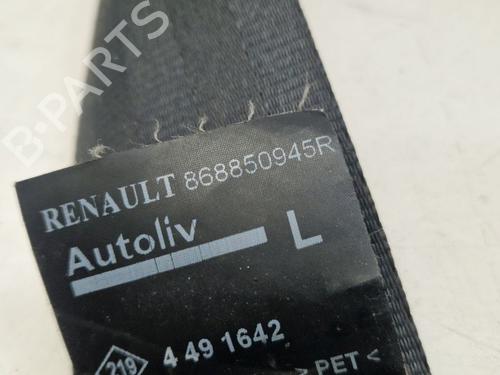 B-PARTS
RENAULT 868850945R
Autoliv
L
219 4 49 1642
> PET <